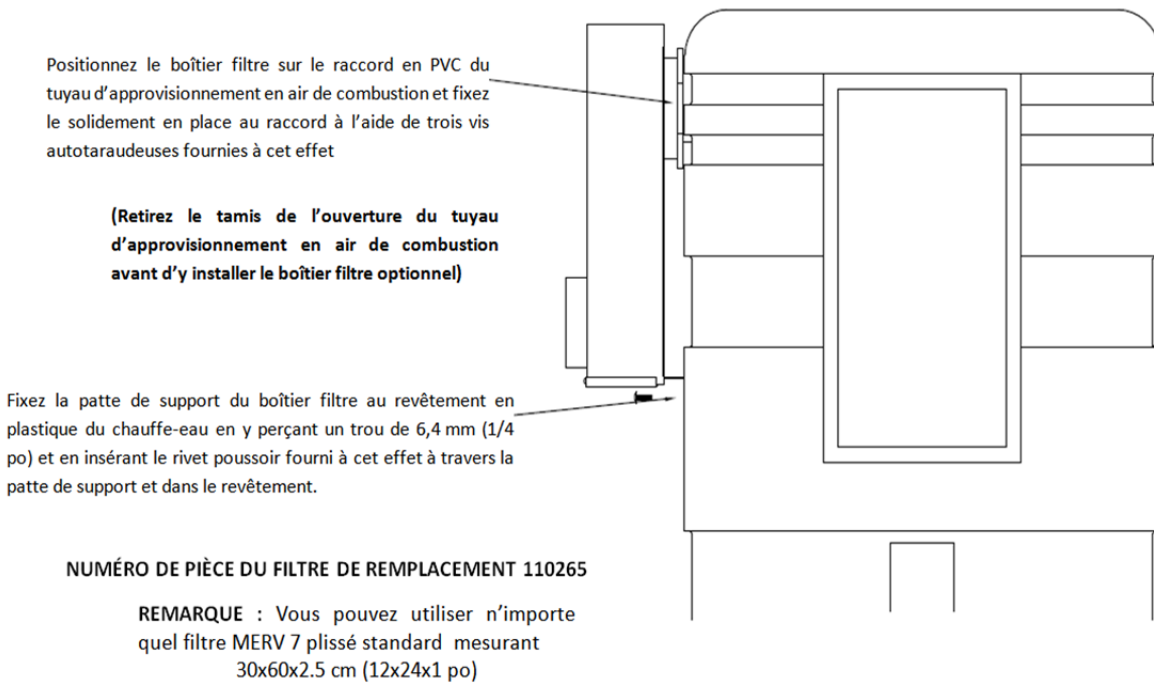 Positionnez le boîtier filtre sur le raccord en PVC du
tuyau d’approvisionnement en air de combustion et fixez
le solidement en place au raccord à l’aide de trois vis
autotaraudeuses fournies à cet effet
(Retirez le tamis de l’ouverture du tuyau
d’approvisionnement en air de combustion
avant d’y installer le boîtier filtre optionnel)
Fixez la patte de support du boîtier filtre au revêtement en
plastique du chauffe-eau en y perçant un trou de 6,4 mm (1/4
po) et en insérant le rivet poussoir fourni à cet effet à travers la
patte de support et dans le revêtement.
NUMÉRO DE PIÈCE DU FILTRE DE REMPLACEMENT 110265
REMARQUE : Vous pouvez utiliser n’importe
quel filtre MERV 7 plissé standard mesurant
30x60x2.5 cm (12x24x1 po)